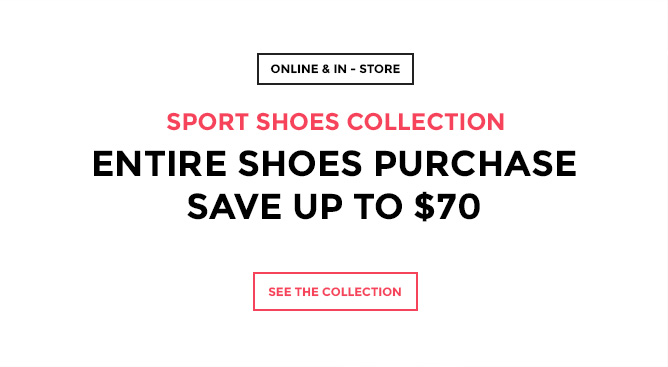 ONLINE & IN - STORE
SPORT SHOES COLLECTION
ENTIRE SHOES PURCHASE
SAVE UP TO $70
SEE THE COLLECTION